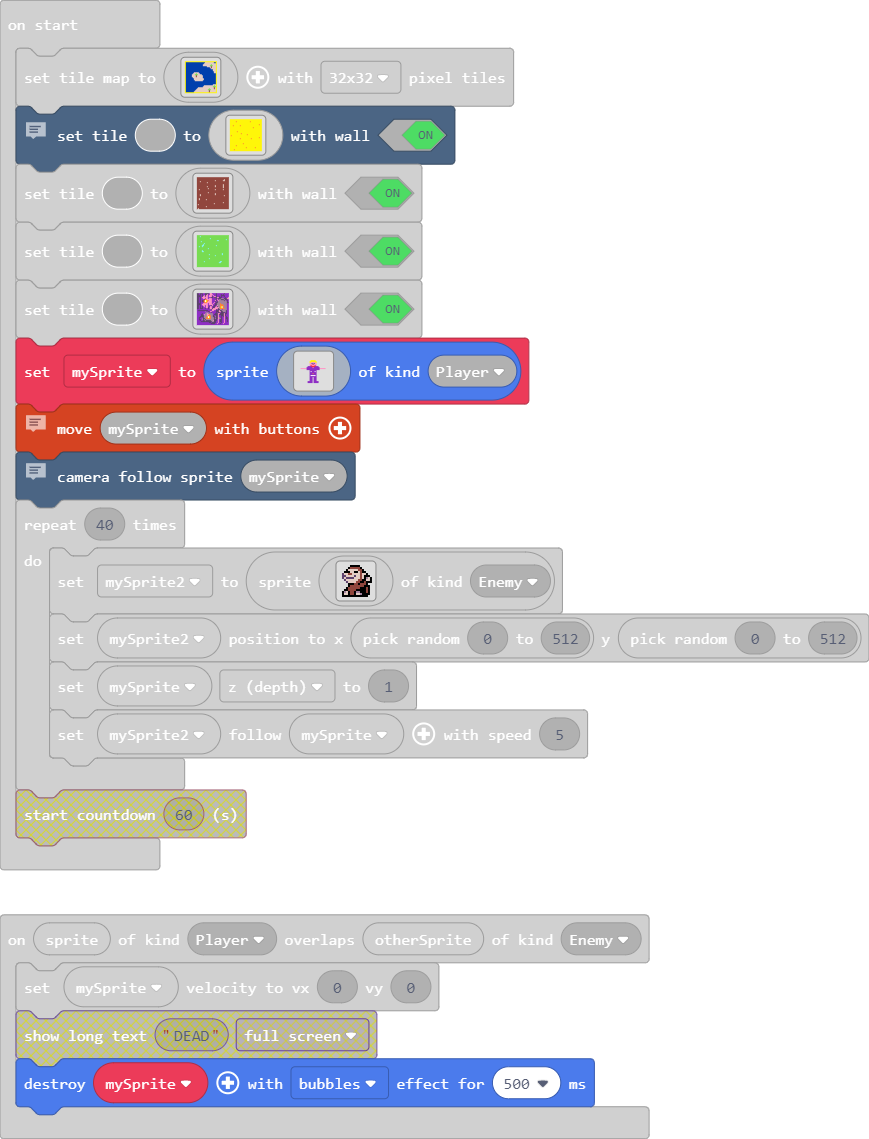 on start
set tile map to with 32x32 pixel tiles
set tile to with wall ON
set tile to with wall ON
set tile to with wall ON
set tile to with wall ON
set mySprite to sprite of kind Player
move mySprite with buttons
camera follow sprite mySprite
repeat 40 times
do
set mySprite2 to sprite of kind Enemy
set mySprite2 position to x pick random 0 to 512 y pick random 0 to 512
set mySprite z (depth) to 1
set mySprite2 follow mySprite with speed 5
start countdown 60 (s)
on sprite of kind Player overlaps otherSprite of kind Enemy
set mySprite velocity to vx 0 vy 0
show long text "DEAD" full screen
destroy mySprite with bubbles effect for 500 ms